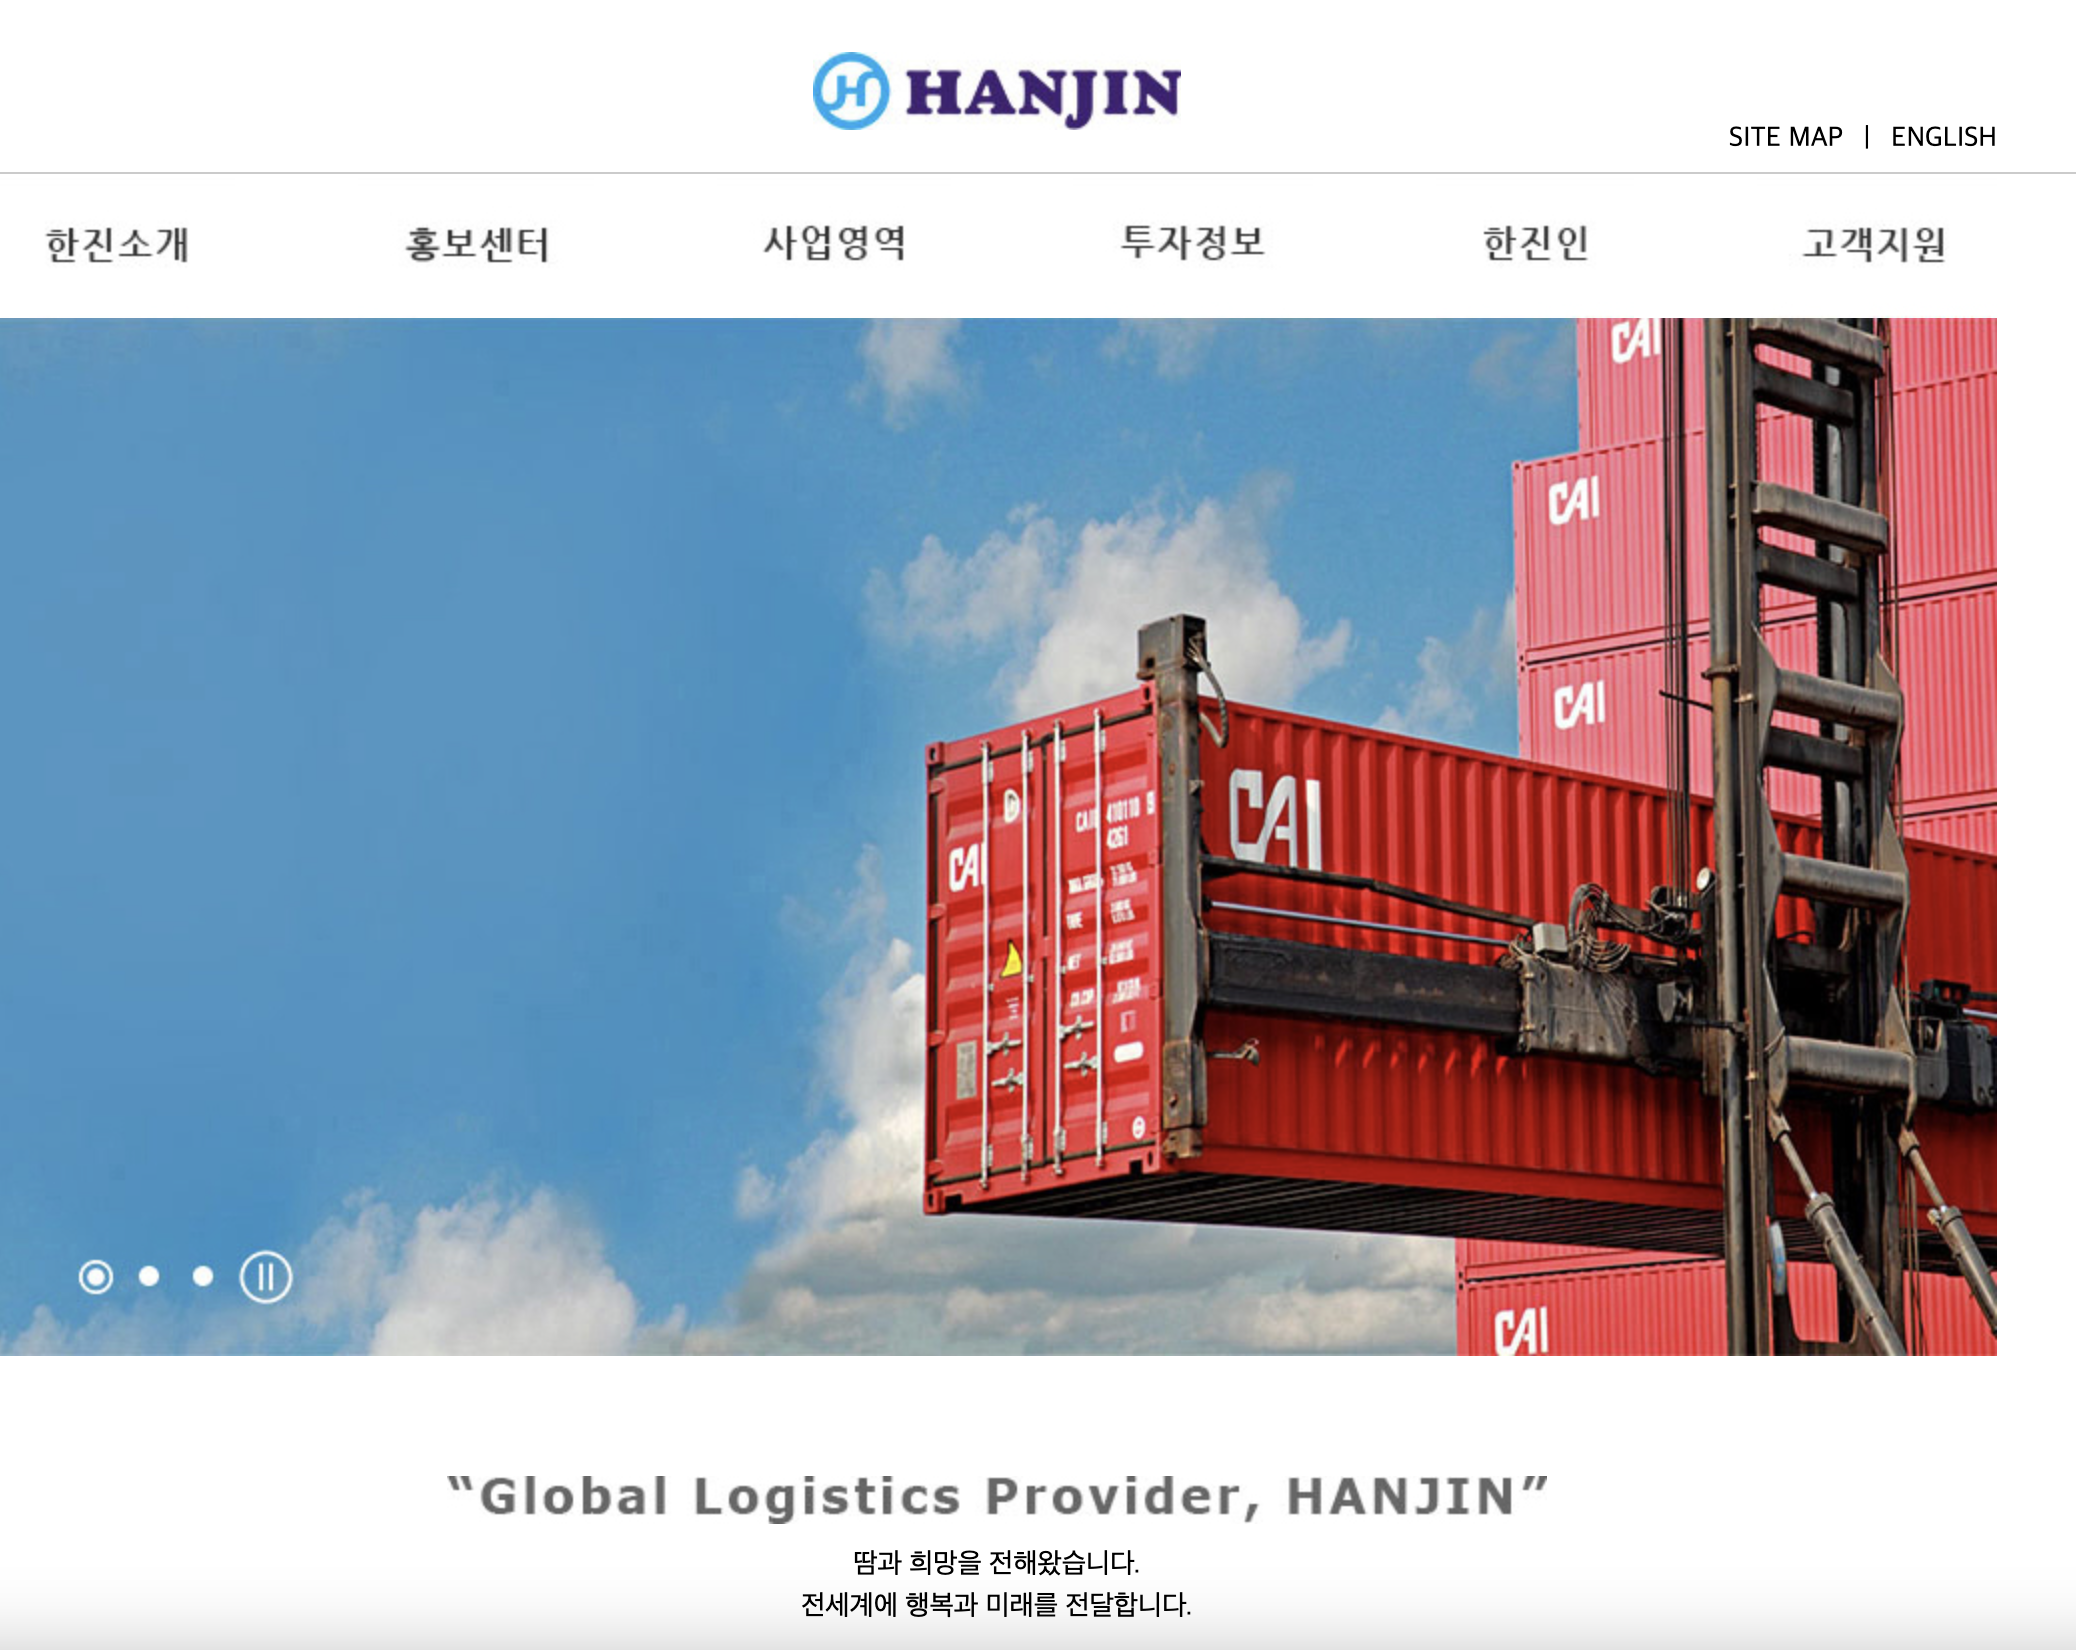 HANJIN
SITE MAP | ENGLISH
한진소개 홍보센터 사업영역 투자정보 한진인 고객지원
CAI
CAI
CAI
CAI
CAI
410110
4261
CAI
“Global Logistics Provider, HANJIN”
땀과 희망을 전해왔습니다.
전세계에 행복과 미래를 전달합니다.